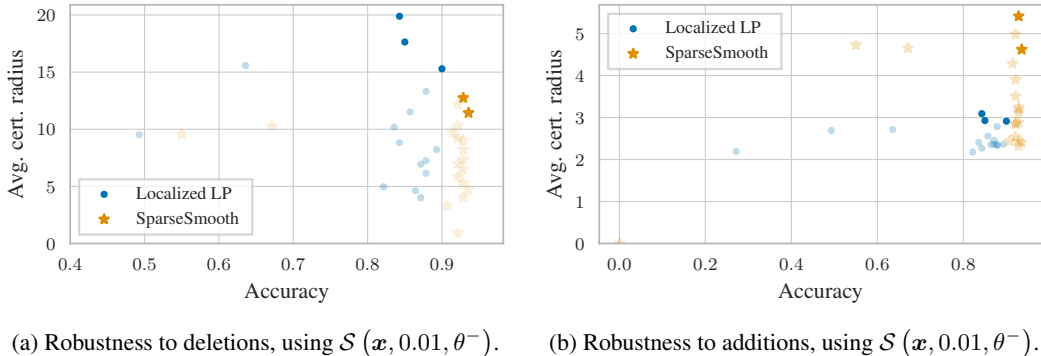 20
15
10
5
0
Avg. cert. radius
Localized LP
SparseSmooth
0.4 0.5 0.6 0.7 0.8 0.9
Accuracy
(a) Robustness to deletions, using S (x, 0.01, θ⁻).
5
4
3
2
1
0
Avg. cert. radius
Localized LP
SparseSmooth
0.0 0.2 0.4 0.6 0.8
Accuracy
(b) Robustness to additions, using S (x, 0.01, θ⁻).